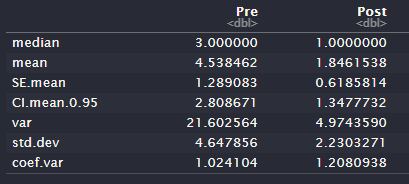 Pre Post
<dbl> <dbl>
median 3.000000 1.0000000
mean 4.538462 1.8461538
SE.mean 1.289083 0.6185814
CI.mean.0.95 2.808671 1.3477732
var 21.602564 4.9743590
std.dev 4.647856 2.2303271
coef.var 1.024104 1.2080938